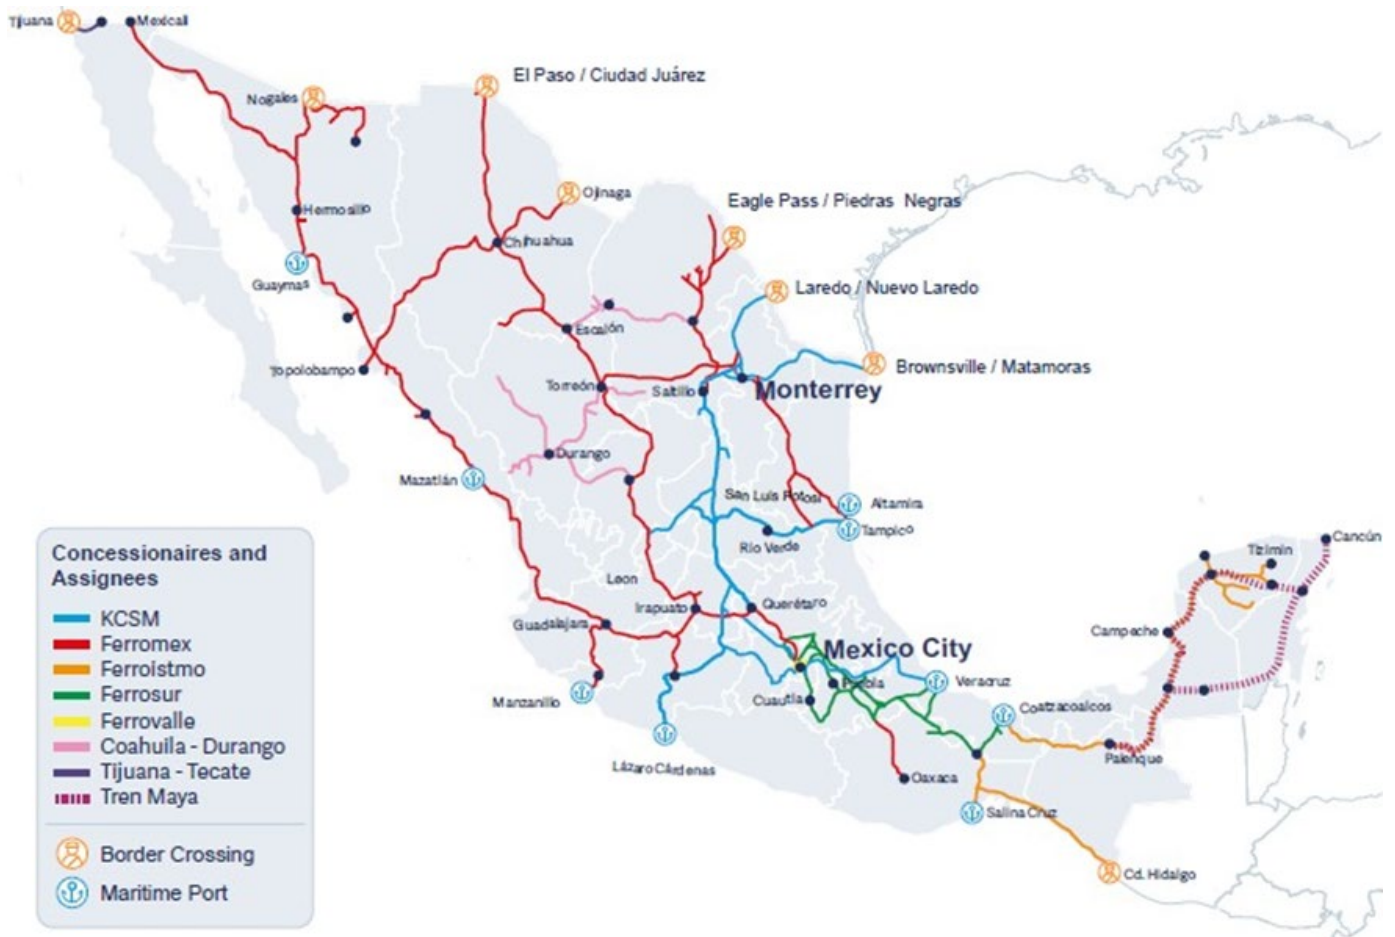 Tijuana
Mexicali
El Paso / Ciudad Juárez
Nogales
Ojinaga
Eagle Pass / Piedras Negras
Hermosillo
Chihuahua
Guaymas
Laredo / Nuevo Laredo
Escalón
Topolobampo
Brownsville / Matamoras
Torreón
Saltillo
Monterrey
Durango
Mazatlán
San Luis Potosi
Altamira
Tampico
Río Verde
Cancún
Tizimin
Concessionaires and
Assignees
KCSM
Ferromex
Ferroistmo
Ferrosur
Ferrovalle
Coahuila - Durango
Tijuana - Tecate
Tren Maya
Border Crossing
Maritime Port
Leon
Irapuato
Querétaro
Guadalajara
Campeche
Mexico City
Manzanillo
Cuautla
Puebla
Veracruz
Coatzacoalcos
Lázaro Cárdenas
Palenque
Oaxaca
Salina Cruz
Cd. Hidalgo